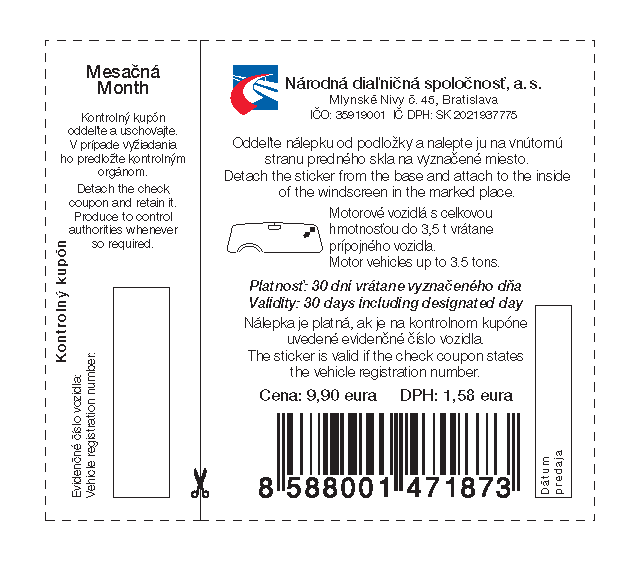 Mesačná
Month
Kontrolný kupón
oddeľte a uschovajte.
V prípade vyžiadania
ho predložte kontrolným
orgánom.
Detach the check
coupon and retain it.
Produce to control
authorities whenever
so required.
Kontrolný kupón
Evidenčné číslo vozidla:
Vehicle registration number:
Národná diaľničná spoločnosť, a. s.
Mlynské Nivy č. 45, Bratislava
IČO: 35919001 IČ DPH: SK 2021937775
Oddeľte nálepku od podložky a nalepte ju na vnútornú
stranu predného skla na vyznačené miesto.
Detach the sticker from the base and attach to the inside
of the windscreen in the marked place.
Motorové vozidlá s celkovou
hmotnosťou do 3,5 t vrátane
prípojného vozidla.
Motor vehicles up to 3.5 tons.
Platnosť: 30 dní vrátane vyznačeného dňa
Validity: 30 days including designated day
Nálepka je platná, ak je na kontrolnom kupóne
uvedené evidenčné číslo vozidla.
The sticker is valid if the check coupon states
the vehicle registration number.
Cena: 9,90 eura DPH: 1,58 eura
8 588001 471873
Dátum
predaja